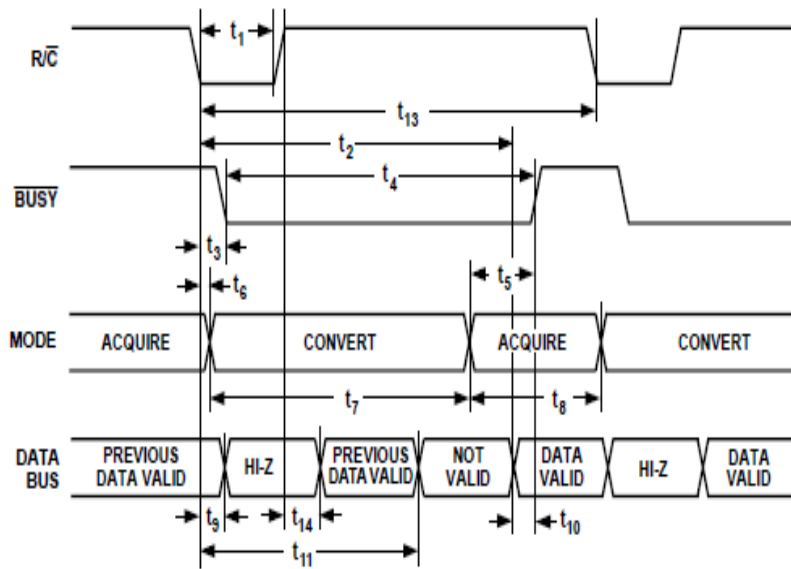 t1
R/C̅
t13
t2
t4
B̅U̅S̅Y̅
t3
t5
t6
MODE
ACQUIRE
CONVERT
ACQUIRE
CONVERT
t7
t8
DATA BUS
PREVIOUS DATA VALID
HI-Z
PREVIOUS DATA VALID
NOT VALID
DATA VALID
HI-Z
DATA VALID
t9
t14
t10
t11